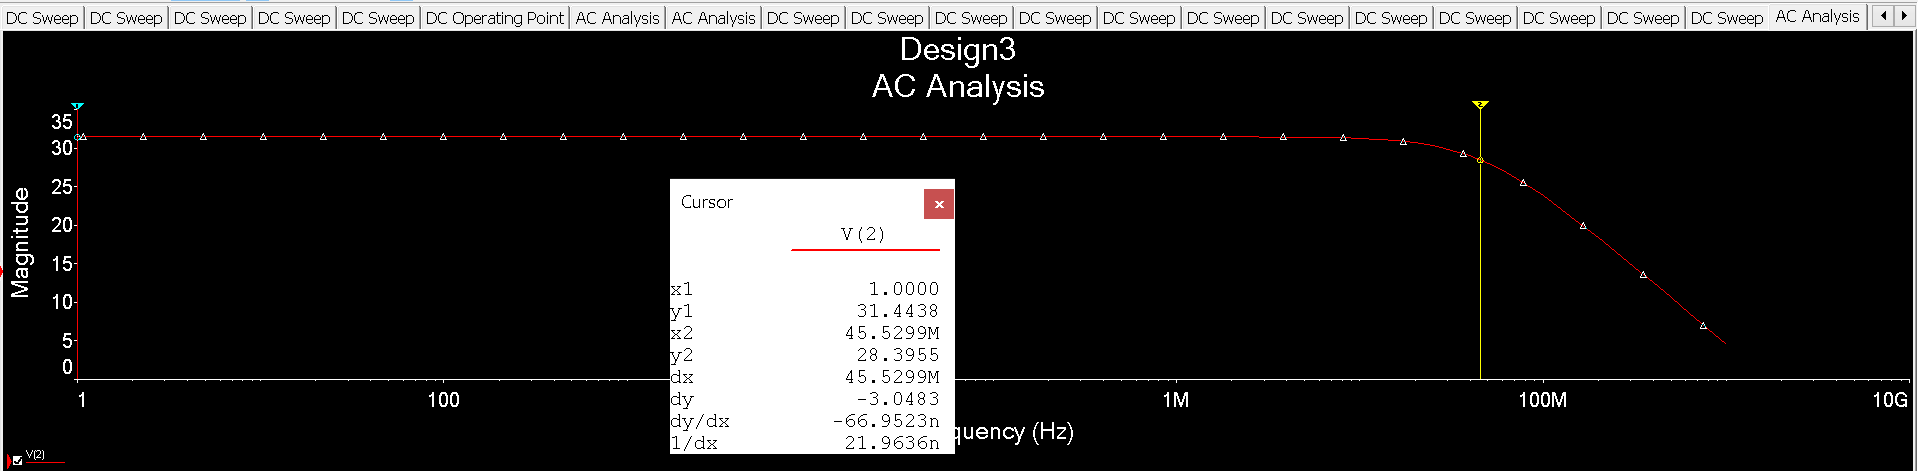 DC Sweep DC Sweep DC Sweep DC Sweep DC Sweep DC Operating Point AC Analysis AC Analysis DC Sweep DC Sweep DC Sweep DC Sweep DC Sweep DC Sweep DC Sweep DC Sweep DC Sweep DC Sweep DC Sweep DC Sweep AC Analysis
Design3
AC Analysis
1
2
35
30
25
20
15
10
5
0
Magnitude
Cursor
x
V(2)
x1 1.0000
y1 31.4438
x2 45.5299M
y2 28.3955
dx 45.5299M
dy -3.0483
dy/dx -66.9523n
1/dx 21.9636n
1 100 1M 100M 10G
quency (Hz)
V(2)